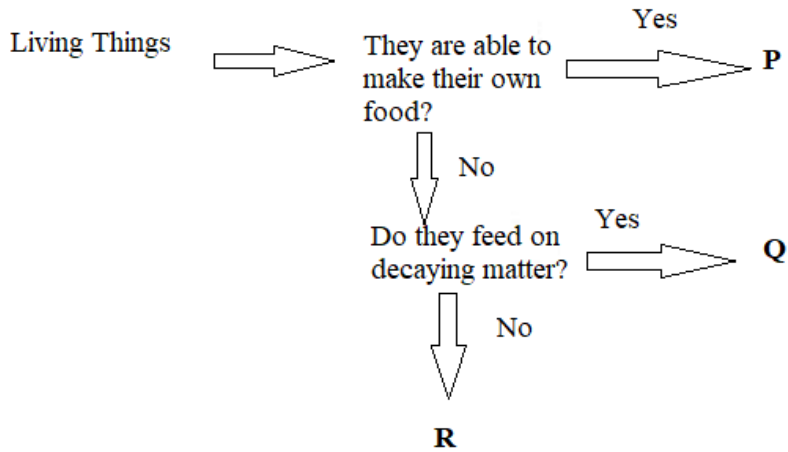 Living Things
They are able to
make their own
food?
Yes
P
No
Do they feed on
decaying matter?
Yes
Q
No
R